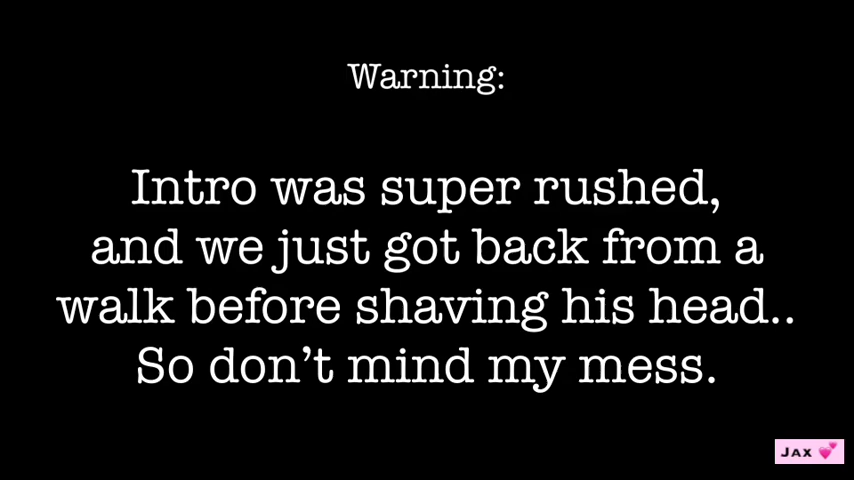 Warning:
Intro was super rushed,
and we just got back from a
walk before shaving his head..
So don’t mind my mess.
JAX 💕